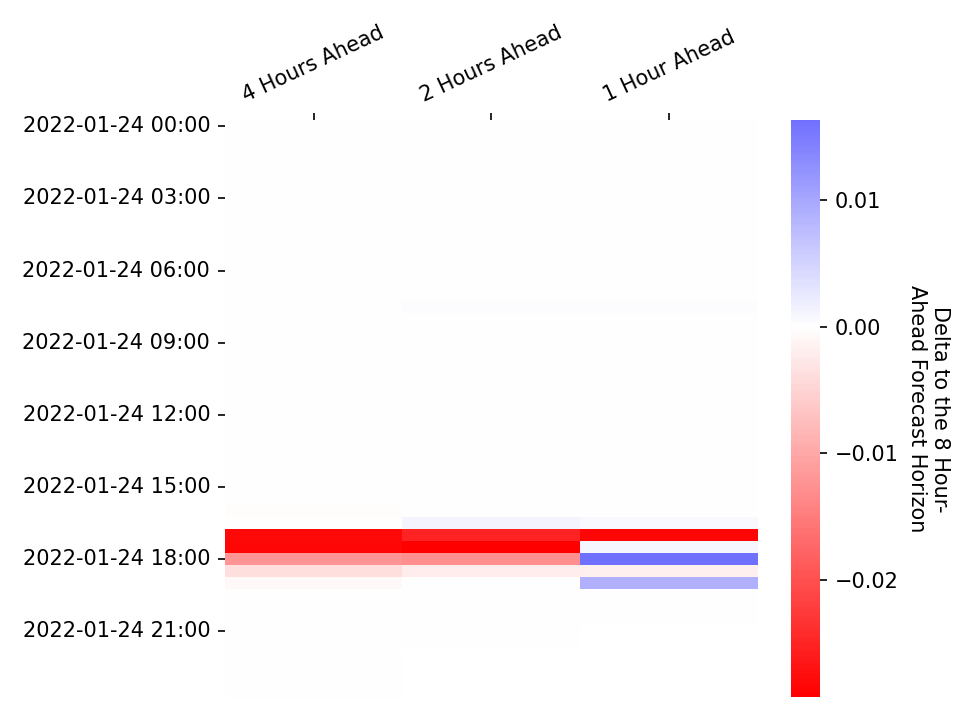 4 Hours Ahead
2 Hours Ahead
1 Hour Ahead
2022-01-24 00:00
2022-01-24 03:00
2022-01-24 06:00
2022-01-24 09:00
2022-01-24 12:00
2022-01-24 15:00
2022-01-24 18:00
2022-01-24 21:00
0.01
0.00
−0.01
−0.02
Delta to the 8 Hour-
Ahead Forecast Horizon